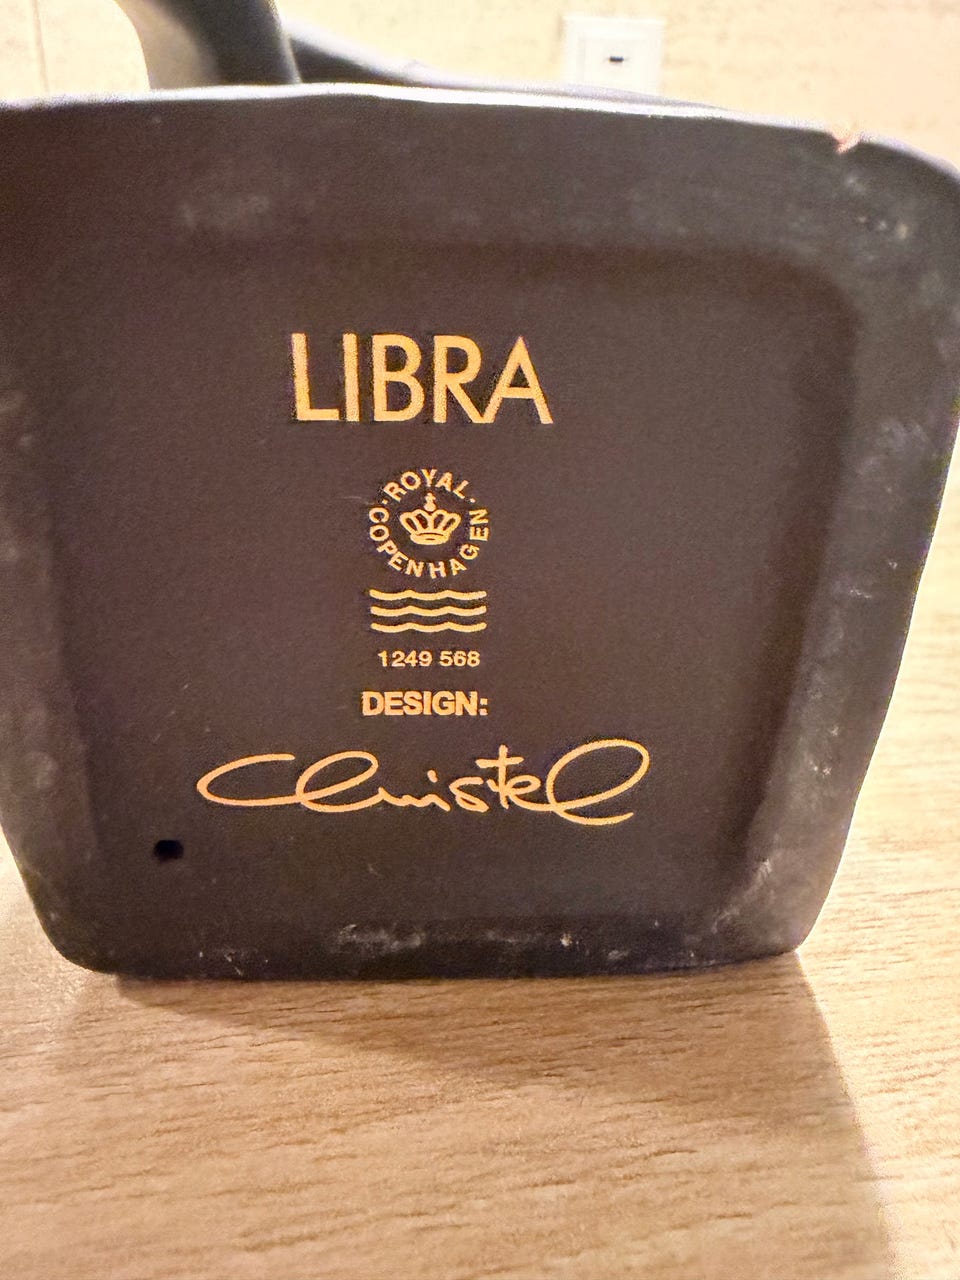 LIBRA
ROYAL
COPENHAGEN
1249 568
DESIGN:
Christel